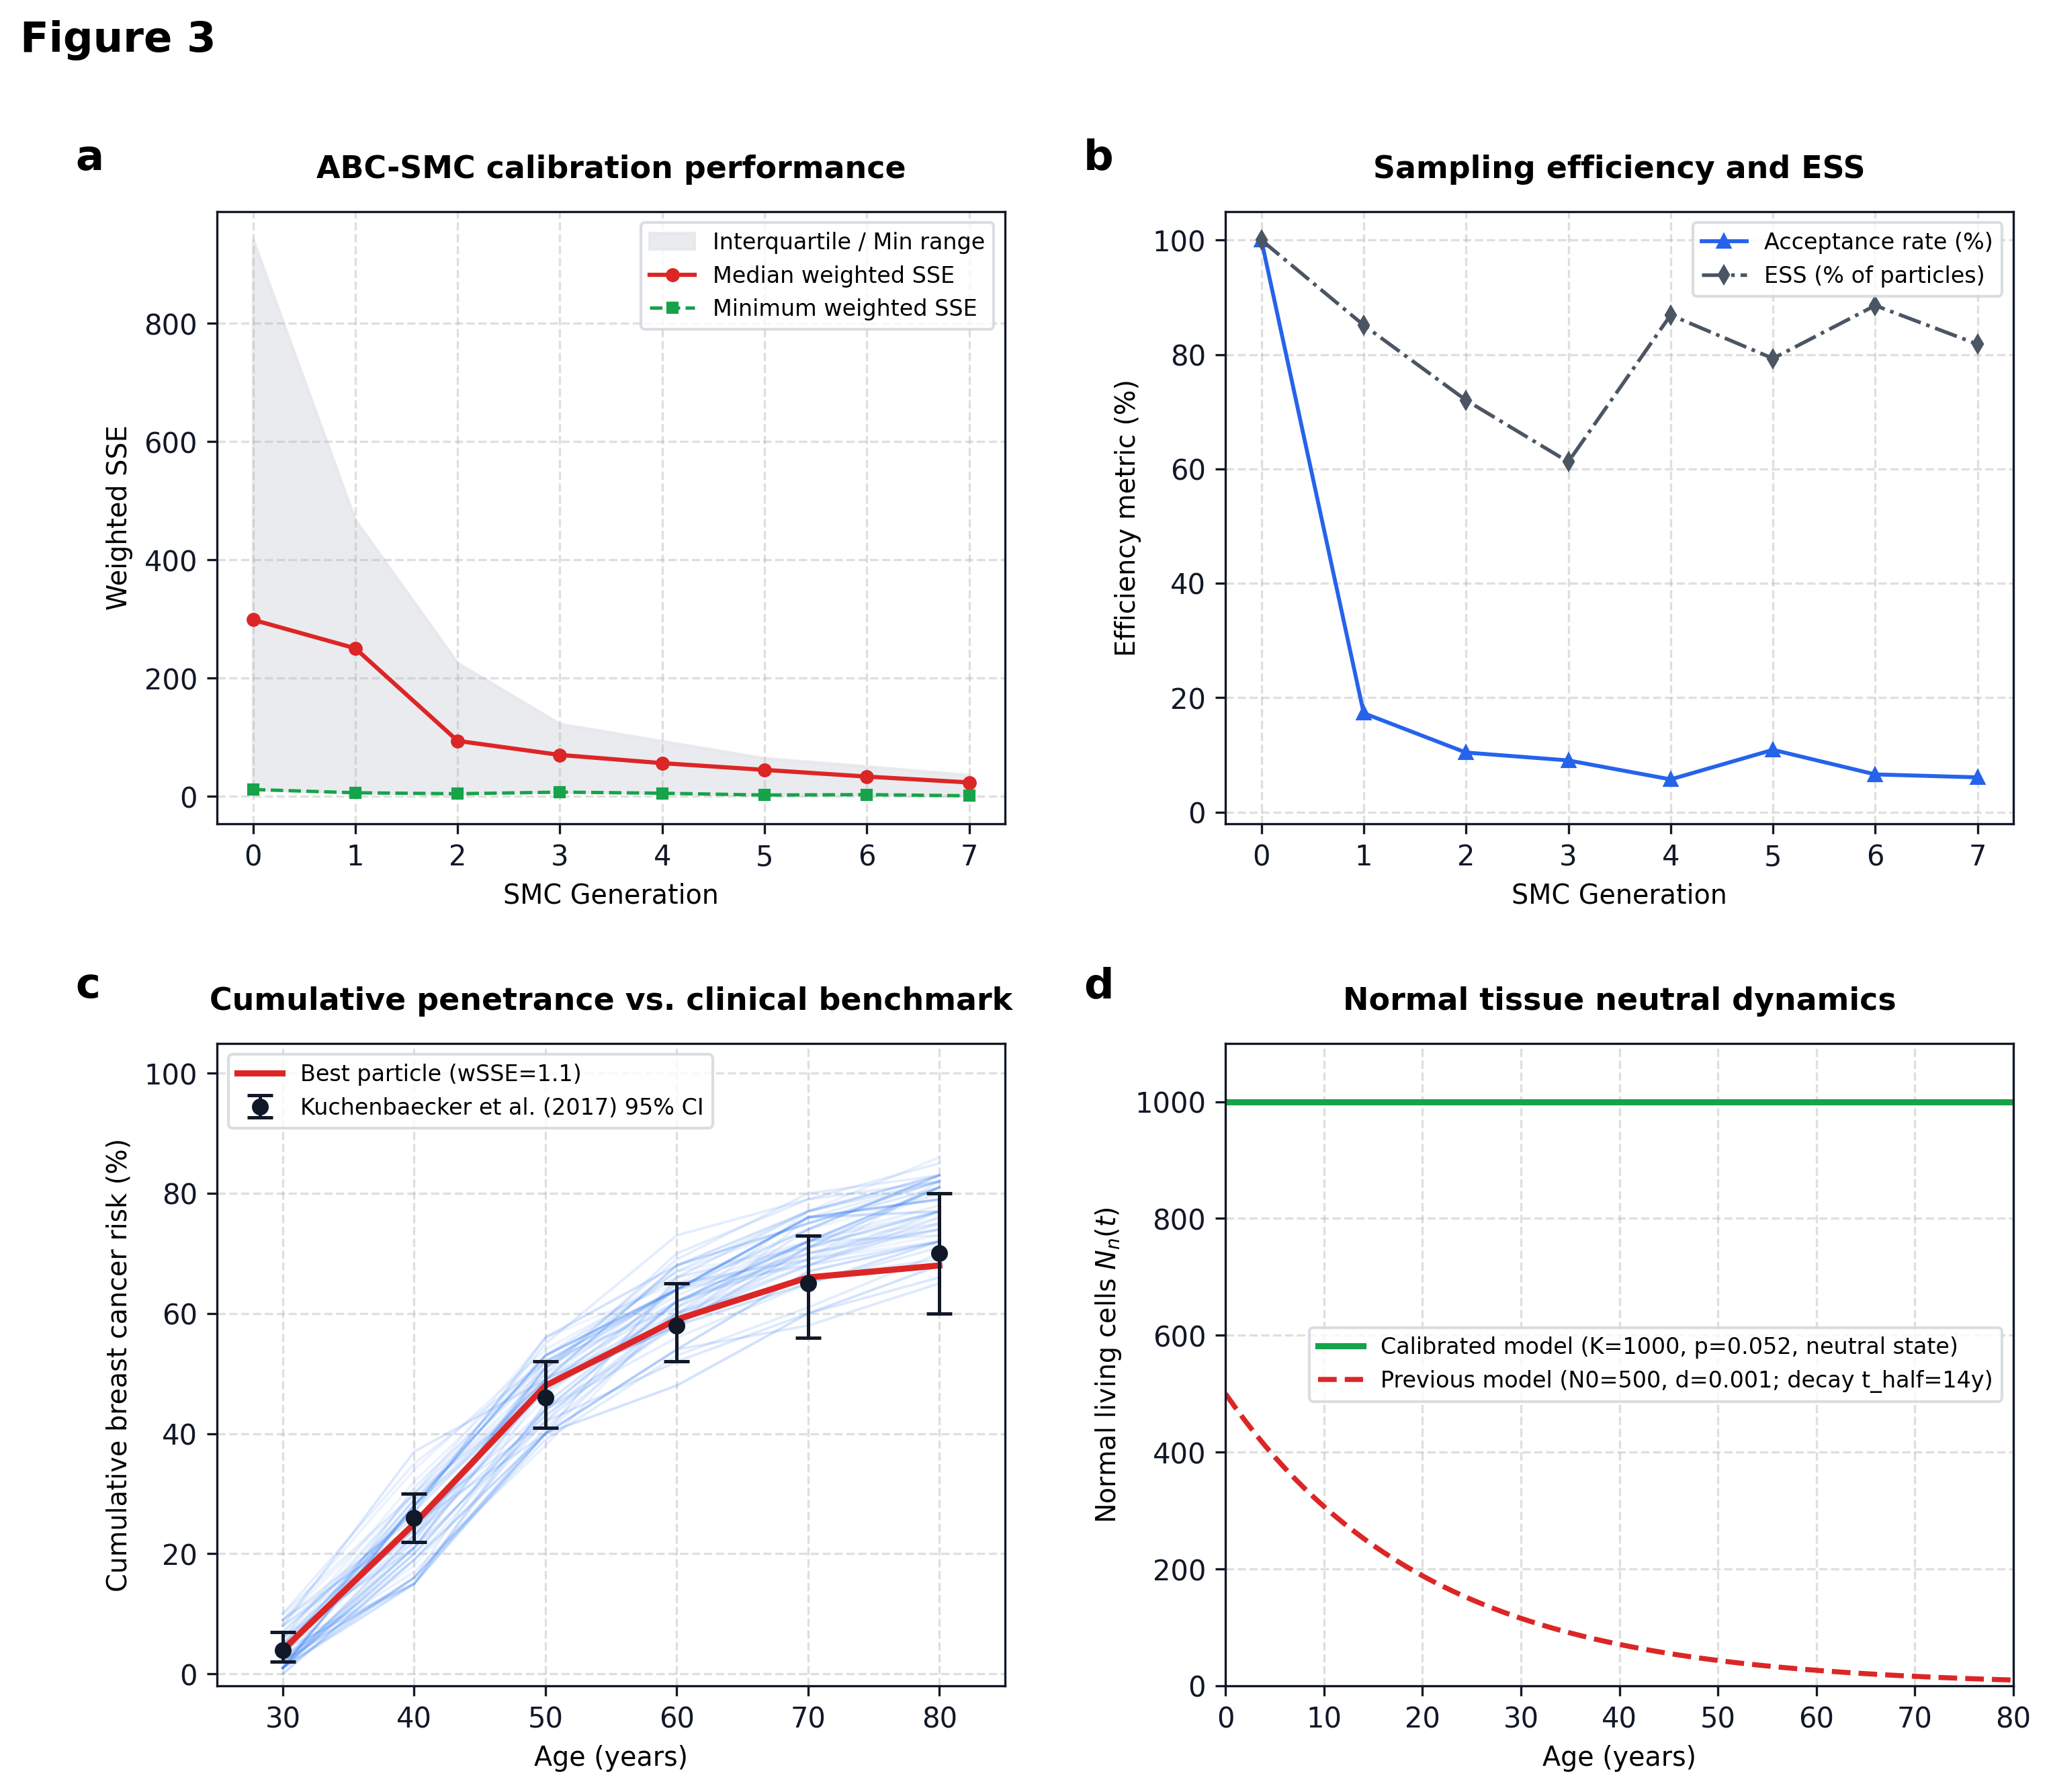 Figure 3
a
ABC-SMC calibration performance
Interquartile / Min range
Median weighted SSE
Minimum weighted SSE
Weighted SSE
800
600
400
200
0
0 1 2 3 4 5 6 7
SMC Generation
b
Sampling efficiency and ESS
Acceptance rate (%)
ESS (% of particles)
Efficiency metric (%)
100
80
60
40
20
0
0 1 2 3 4 5 6 7
SMC Generation
c
Cumulative penetrance vs. clinical benchmark
Best particle (wSSE=1.1)
Kuchenbaecker et al. (2017) 95% CI
Cumulative breast cancer risk (%)
100
80
60
40
20
0
30 40 50 60 70 80
Age (years)
d
Normal tissue neutral dynamics
Normal living cells Nn(t)
1000
800
600
400
200
0
Calibrated model (K=1000, p=0.052, neutral state)
Previous model (N0=500, d=0.001; decay t_half=14y)
0 10 20 30 40 50 60 70 80
Age (years)